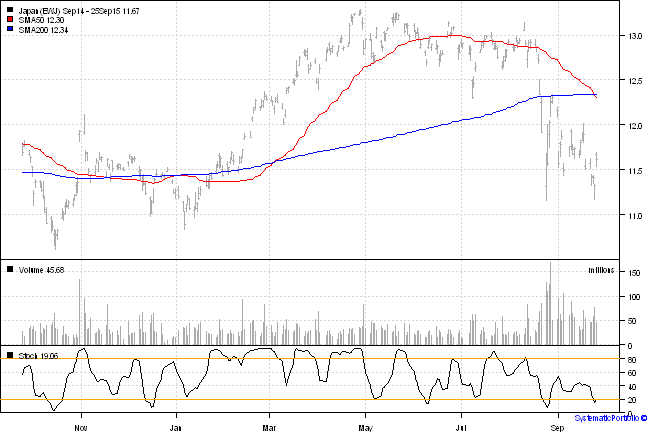 Japan (EWJ) Sep14 - 25Sep15 11.67
SMA50 12.30
SMA200 12.34
13.0
12.5
12.0
11.5
11.0
Volume 45.68
millions
150
100
50
0
Stoch 19.06
80
60
40
20
0
Nov
Jan
Mar
May
Jul
Sep
SystematicPortfolio ©